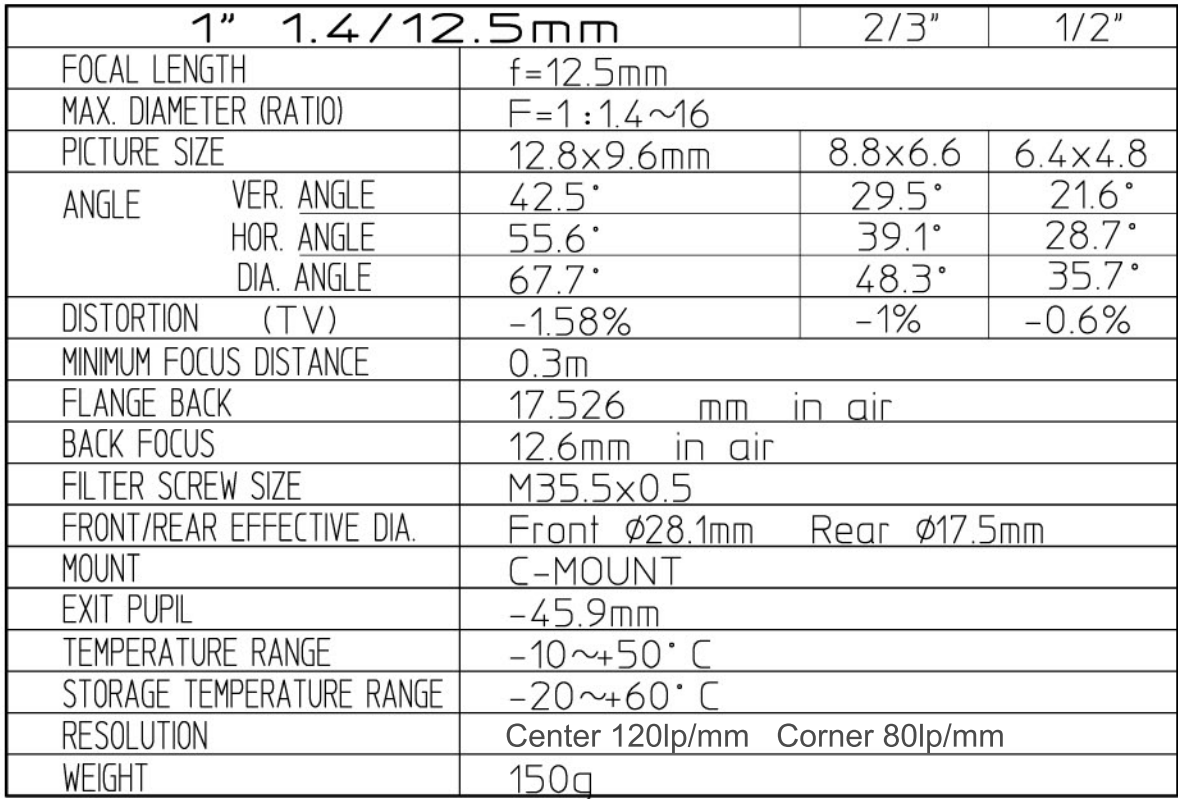 1" 1.4/12.5mm 2/3" 1/2"
FOCAL LENGTH f=12.5mm
MAX. DIAMETER (RATIO) F=1:1.4~16
PICTURE SIZE 12.8x9.6mm 8.8x6.6 6.4x4.8
ANGLE VER. ANGLE 42.5° 29.5° 21.6°
HOR. ANGLE 55.6° 39.1° 28.7°
DIA. ANGLE 67.7° 48.3° 35.7°
DISTORTION (TV) -1.58% -1% -0.6%
MINIMUM FOCUS DISTANCE 0.3m
FLANGE BACK 17.526 mm in air
BACK FOCUS 12.6mm in air
FILTER SCREW SIZE M35.5x0.5
FRONT/REAR EFFECTIVE DIA. Front Ø28.1mm Rear Ø17.5mm
MOUNT C-MOUNT
EXIT PUPIL -45.9mm
TEMPERATURE RANGE -10~+50° C
STORAGE TEMPERATURE RANGE -20~+60° C
RESOLUTION Center 120lp/mm Corner 80lp/mm
WEIGHT 150g